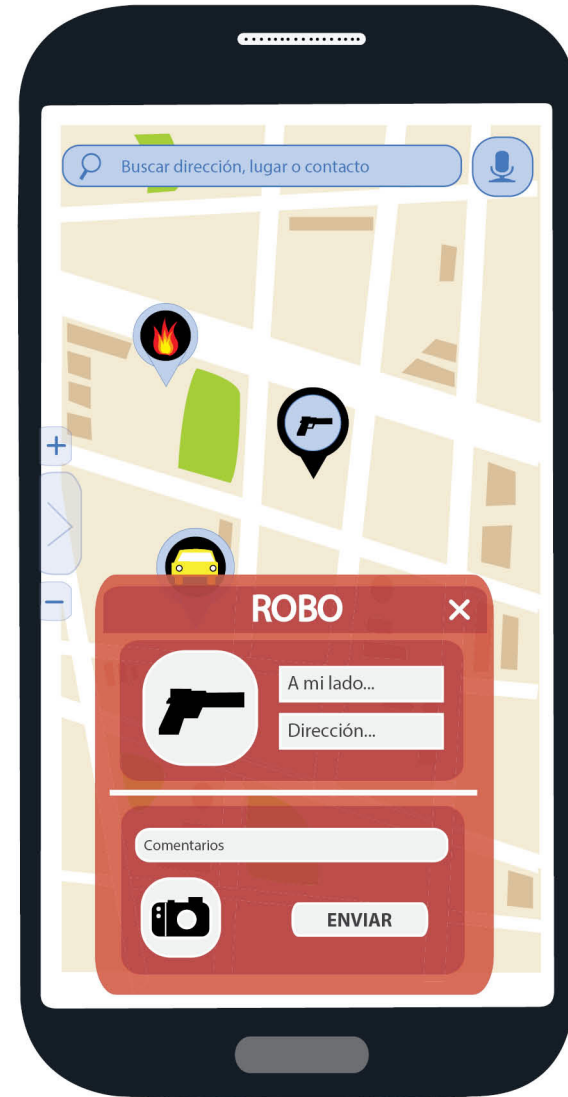 Buscar dirección, lugar o contacto
ROBO
A mi lado...
Dirección...
Comentarios
ENVIAR